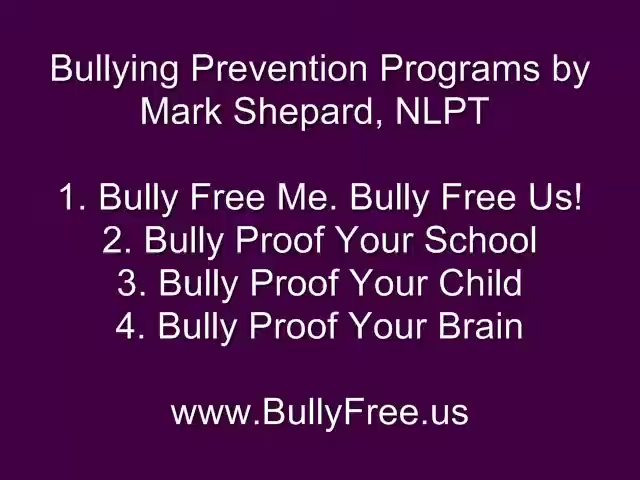 Bullying Prevention Programs by
Mark Shepard, NLPT
1. Bully Free Me. Bully Free Us!
2. Bully Proof Your School
3. Bully Proof Your Child
4. Bully Proof Your Brain
www.BullyFree.us